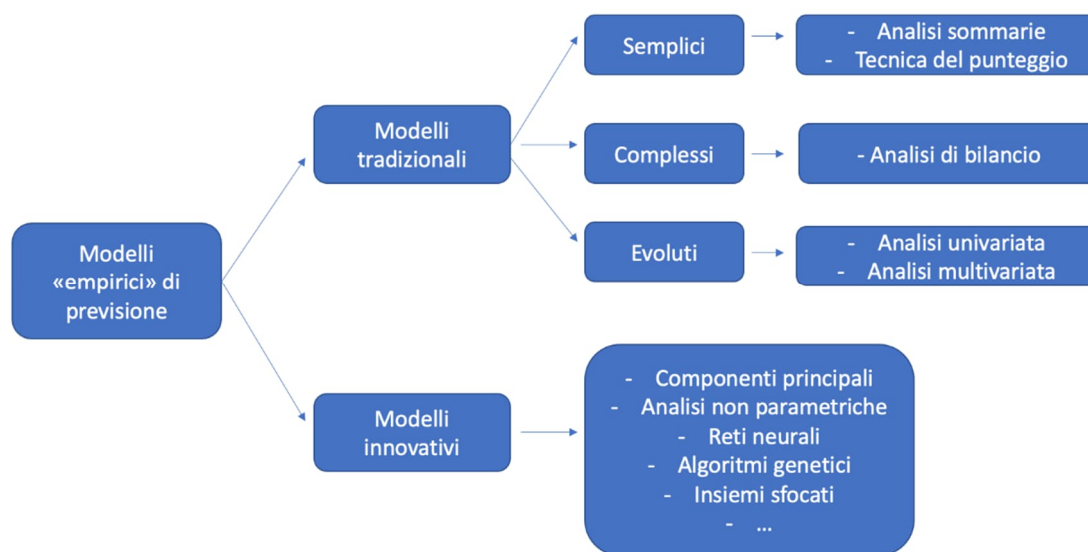 Modelli
«empirici» di
previsione
Modelli
tradizionali
Semplici
- Analisi sommarie
- Tecnica del punteggio
Complessi
- Analisi di bilancio
Evoluti
- Analisi univariata
- Analisi multivariata
Modelli
innovativi
- Componenti principali
- Analisi non parametriche
- Reti neurali
- Algoritmi genetici
- Insiemi sfocati
- ...